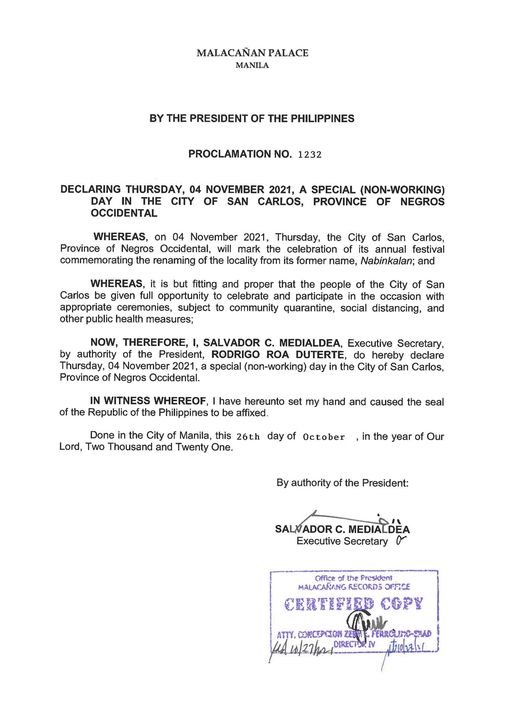 MALACAÑAN PALACE
MANILA
BY THE PRESIDENT OF THE PHILIPPINES
PROCLAMATION NO. 1232
DECLARING THURSDAY, 04 NOVEMBER 2021, A SPECIAL (NON-WORKING)
DAY IN THE CITY OF SAN CARLOS, PROVINCE OF NEGROS
OCCIDENTAL
WHEREAS, on 04 November 2021, Thursday, the City of San Carlos,
Province of Negros Occidental, will mark the celebration of its annual festival
commemorating the renaming of the locality from its former name, Nabinkalan; and
WHEREAS, it is but fitting and proper that the people of the City of San
Carlos be given full opportunity to celebrate and participate in the occasion with
appropriate ceremonies, subject to community quarantine, social distancing, and
other public health measures;
NOW, THEREFORE, I, SALVADOR C. MEDIALDEA, Executive Secretary,
by authority of the President, RODRIGO ROA DUTERTE, do hereby declare
Thursday, 04 November 2021, a special (non-working) day in the City of San Carlos,
Province of Negros Occidental.
IN WITNESS WHEREOF, I have hereunto set my hand and caused the seal
of the Republic of the Philippines to be affixed.
Done in the City of Manila, this 26th day of October , in the year of Our
Lord, Two Thousand and Twenty One.
By authority of the President:
SALVADOR C. MEDIALDEA
Executive Secretary
Office of the President
MALACAÑANG RECORDS OFFICE
CERTIFIED COPY
ATTY. CONCEPCION
DIRECTOR IV